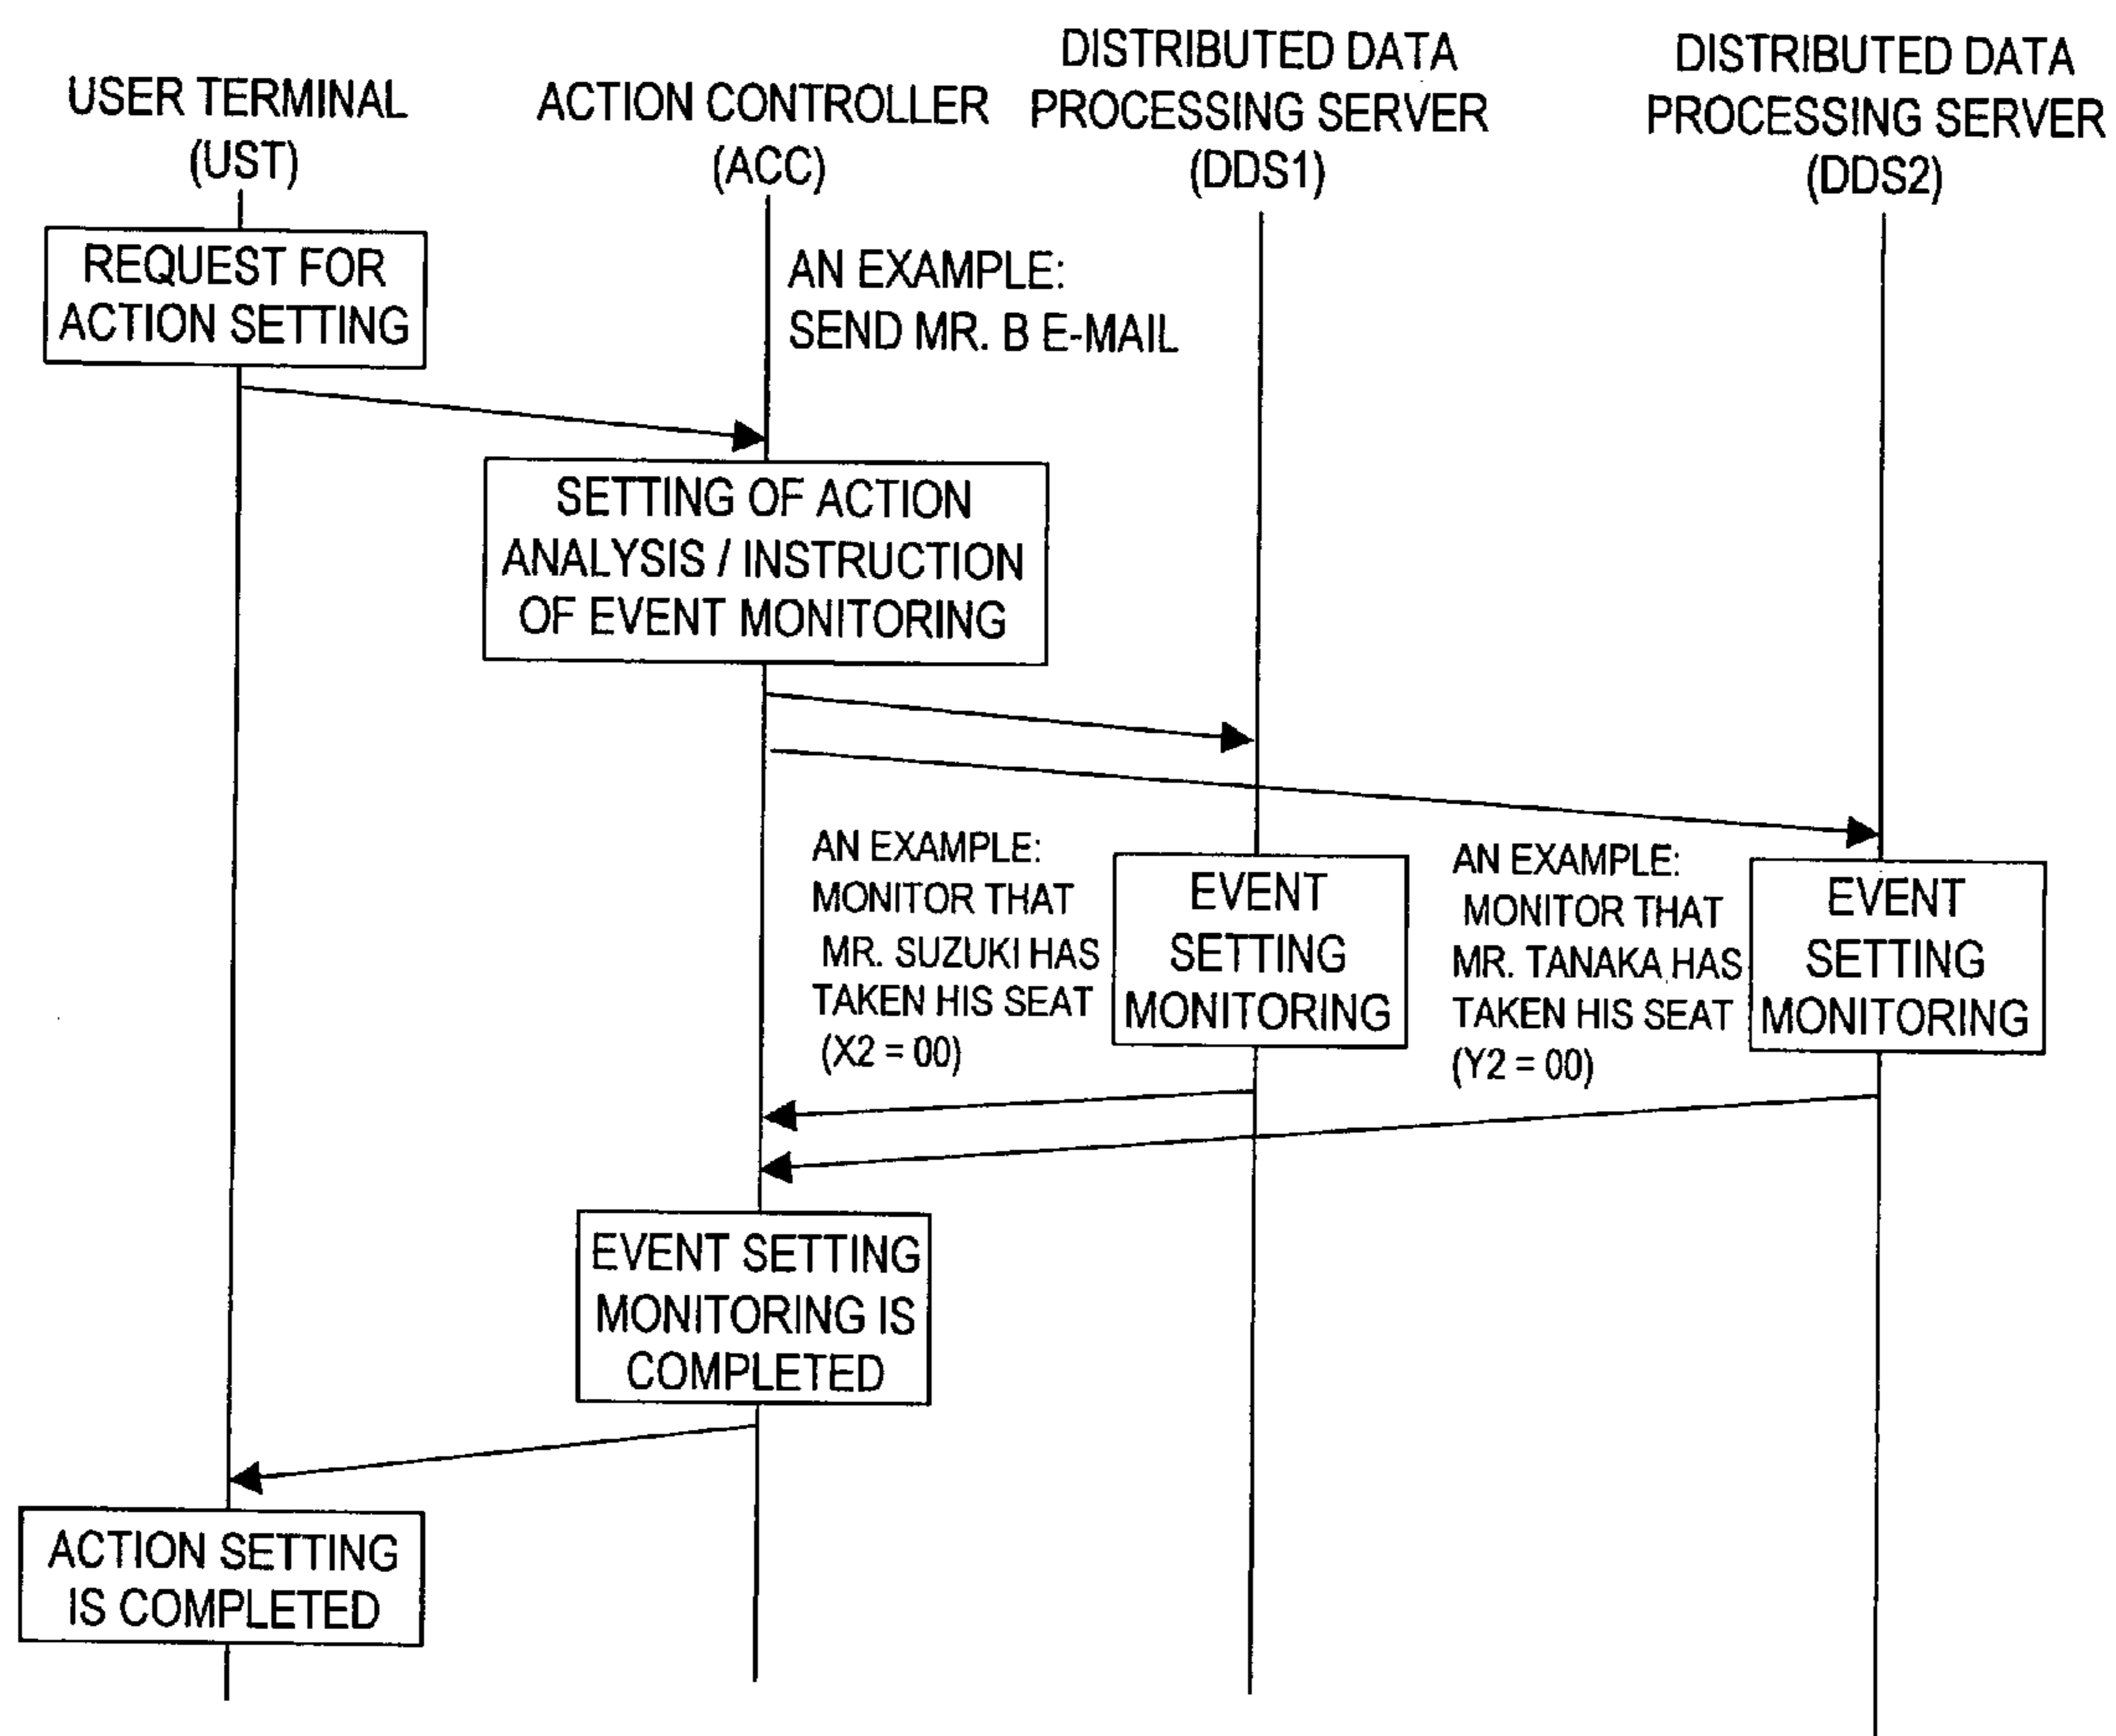 USER TERMINAL
(UST)
ACTION CONTROLLER
(ACC)
DISTRIBUTED DATA
PROCESSING SERVER
(DDS1)
DISTRIBUTED DATA
PROCESSING SERVER
(DDS2)
REQUEST FOR
ACTION SETTING
AN EXAMPLE:
SEND MR. B E-MAIL
SETTING OF ACTION
ANALYSIS / INSTRUCTION
OF EVENT MONITORING
AN EXAMPLE:
MONITOR THAT
MR. SUZUKI HAS
TAKEN HIS SEAT
(X2 = 00)
EVENT
SETTING
MONITORING
AN EXAMPLE:
MONITOR THAT
MR. TANAKA HAS
TAKEN HIS SEAT
(Y2 = 00)
EVENT
SETTING
MONITORING
EVENT SETTING
MONITORING IS
COMPLETED
ACTION SETTING
IS COMPLETED